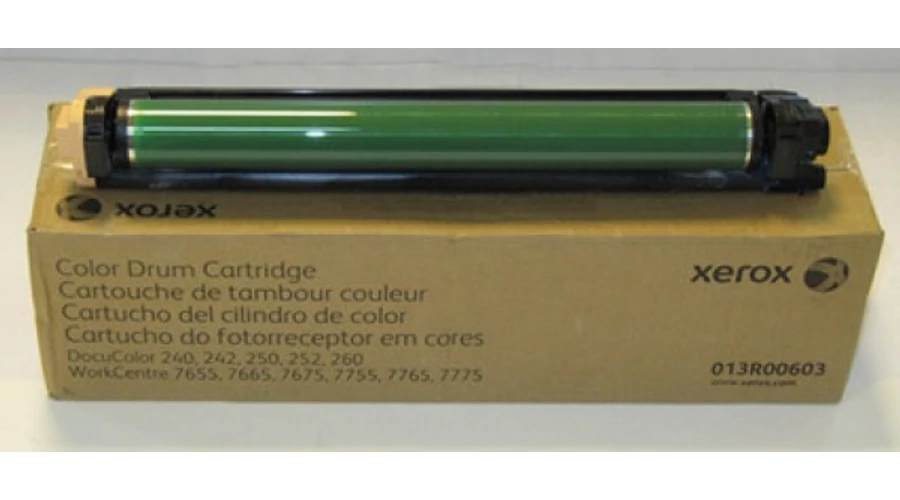 xerox
Color Drum Cartridge
Cartouche de tambour couleur
Cartucho del cilindro de color
Cartucho do fotorreceptor em cores
DocuColor 240, 242, 250, 252, 260
WorkCentre 7655, 7665, 7675, 7755, 7765, 7775
xerox
013R00603
www.xerox.com